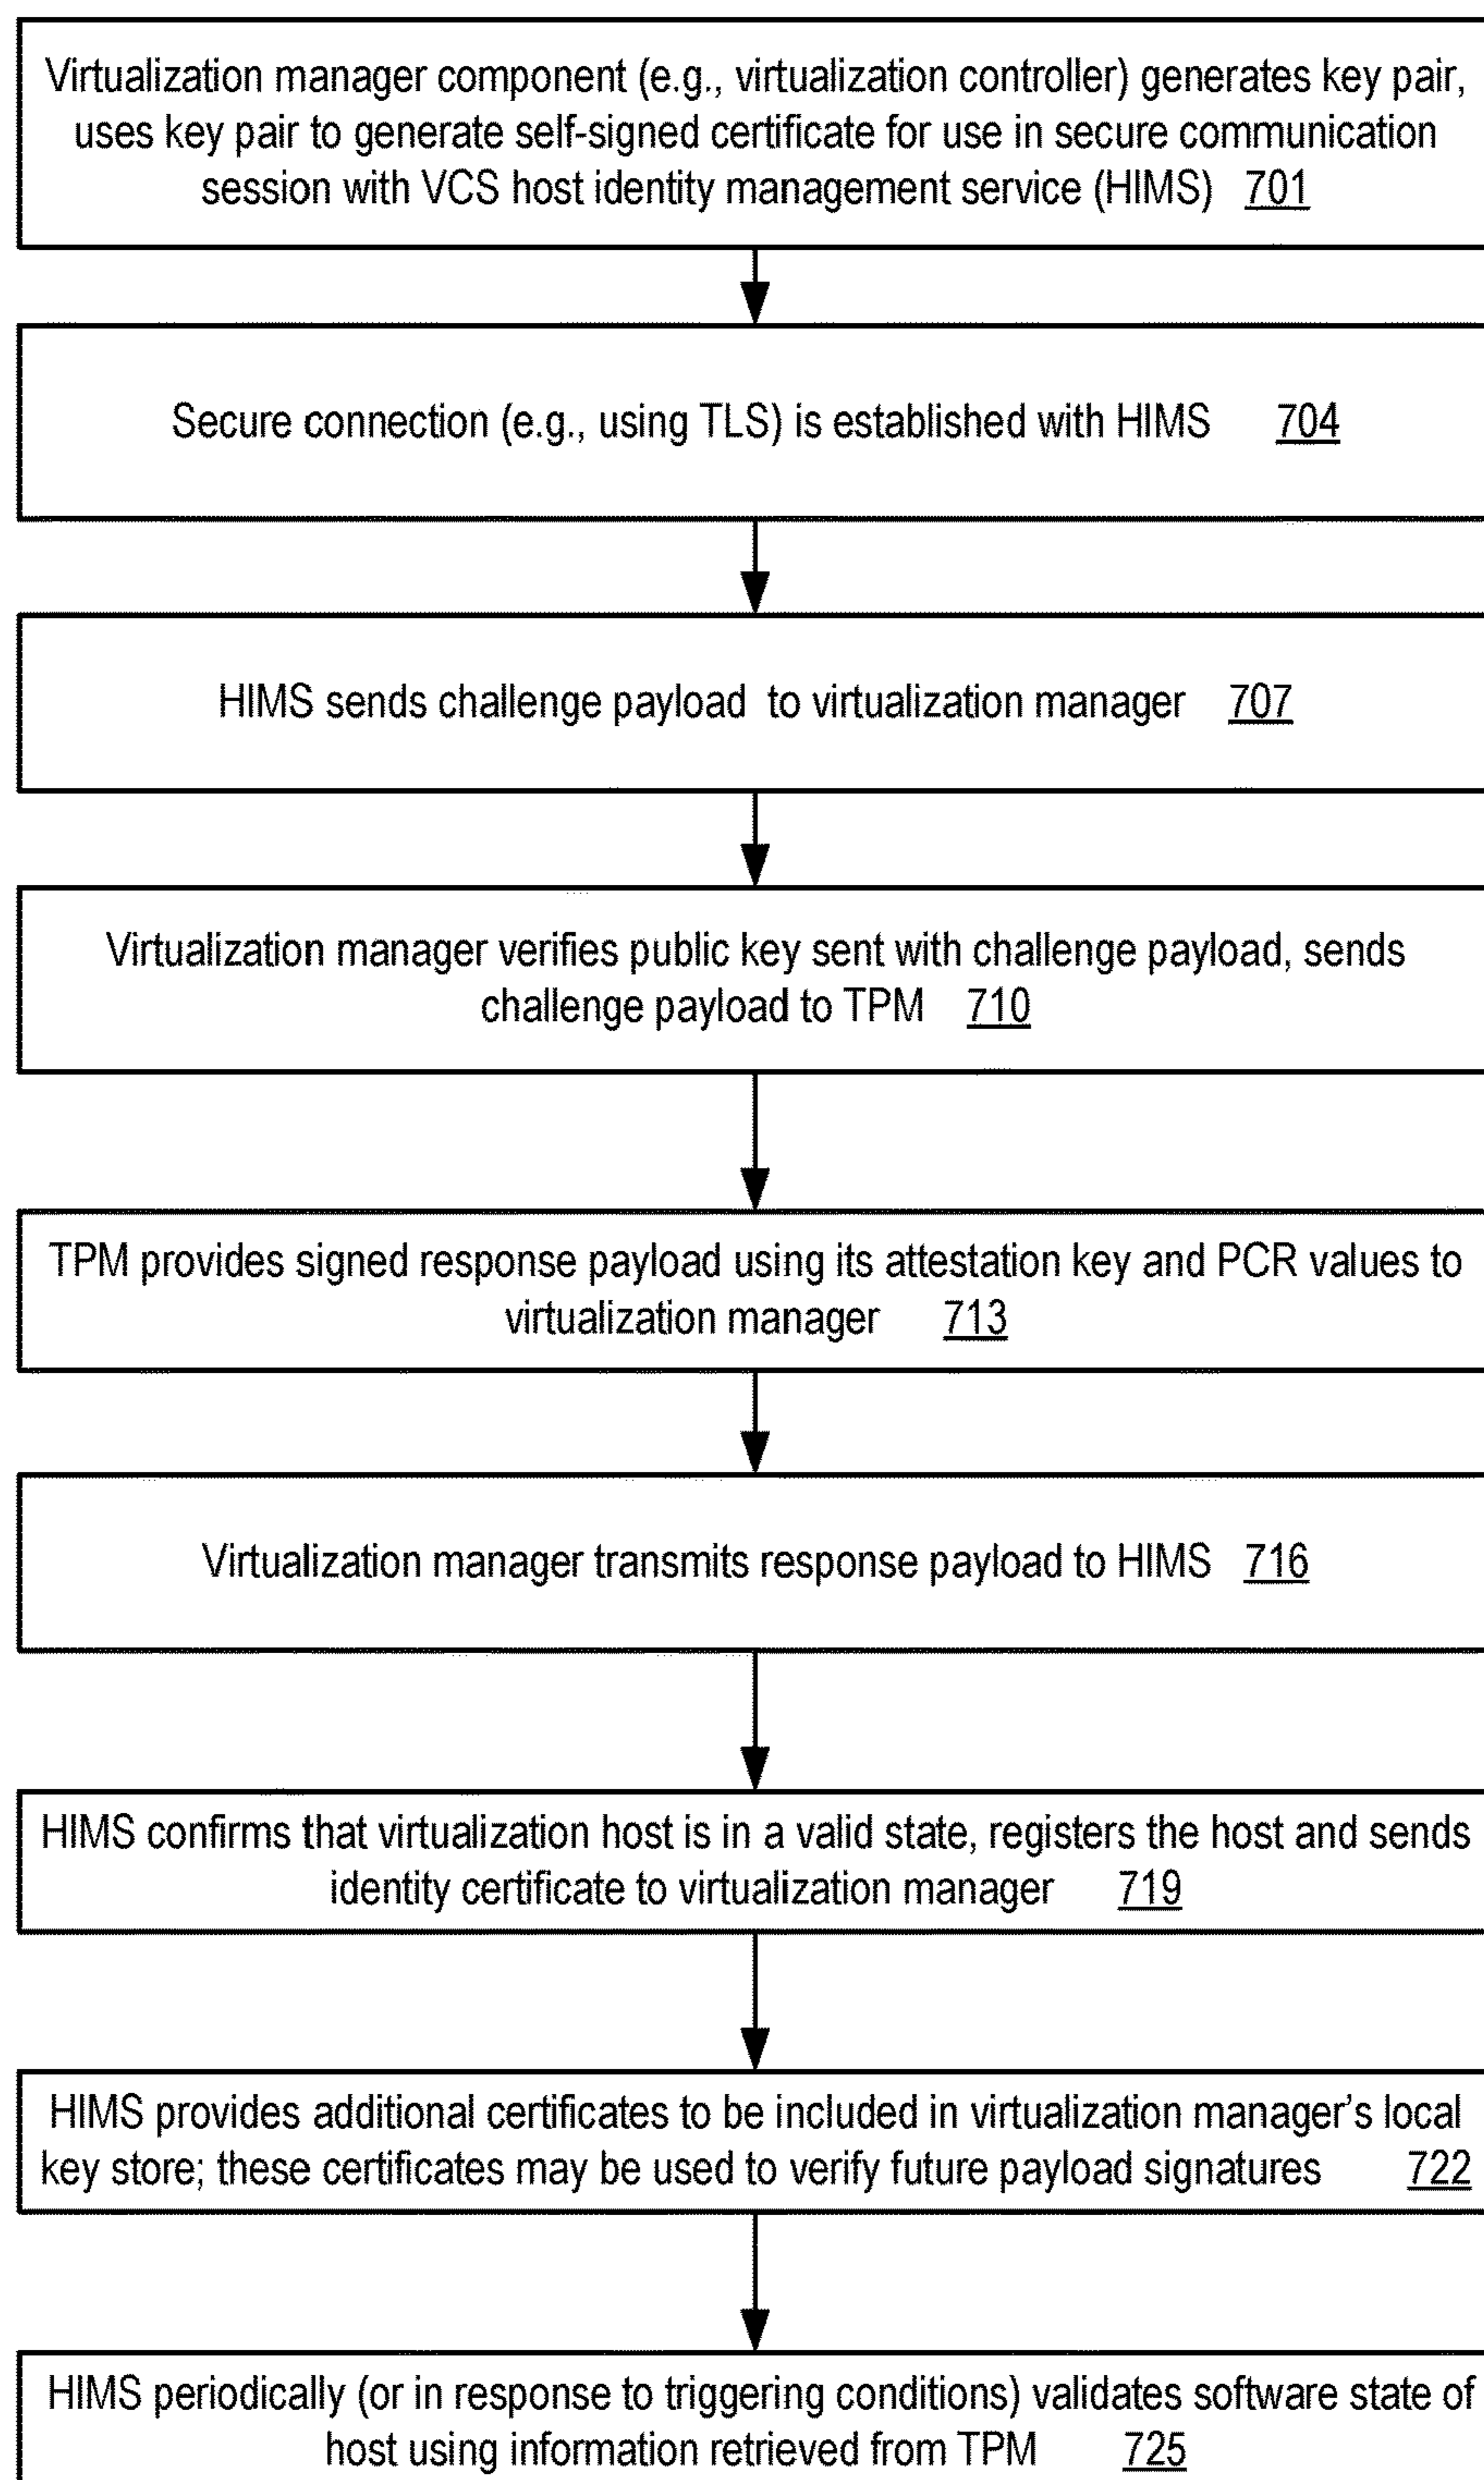 Virtualization manager component (e.g., virtualization controller) generates key pair,
uses key pair to generate self-signed certificate for use in secure communication
session with VCS host identity management service (HIMS) 701
Secure connection (e.g., using TLS) is established with HIMS 704
HIMS sends challenge payload to virtualization manager 707
Virtualization manager verifies public key sent with challenge payload, sends
challenge payload to TPM 710
TPM provides signed response payload using its attestation key and PCR values to
virtualization manager 713
Virtualization manager transmits response payload to HIMS 716
HIMS confirms that virtualization host is in a valid state, registers the host and sends
identity certificate to virtualization manager 719
HIMS provides additional certificates to be included in virtualization manager's local
key store; these certificates may be used to verify future payload signatures 722
HIMS periodically (or in response to triggering conditions) validates software state of
host using information retrieved from TPM 725